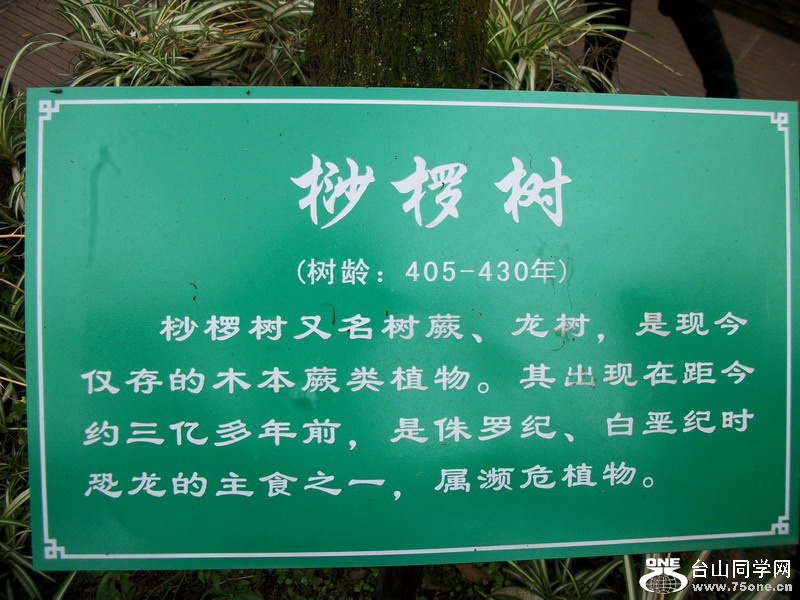 桫椤树
(树龄：405-430年)
桫椤树又名树蕨、龙树，是现今
仅存的木本蕨类植物。其出现在距今
约三亿多年前，是侏罗纪、白垩纪时
恐龙的主食之一，属濒危植物。
ONE 75 台山同学网
www.75one.cn